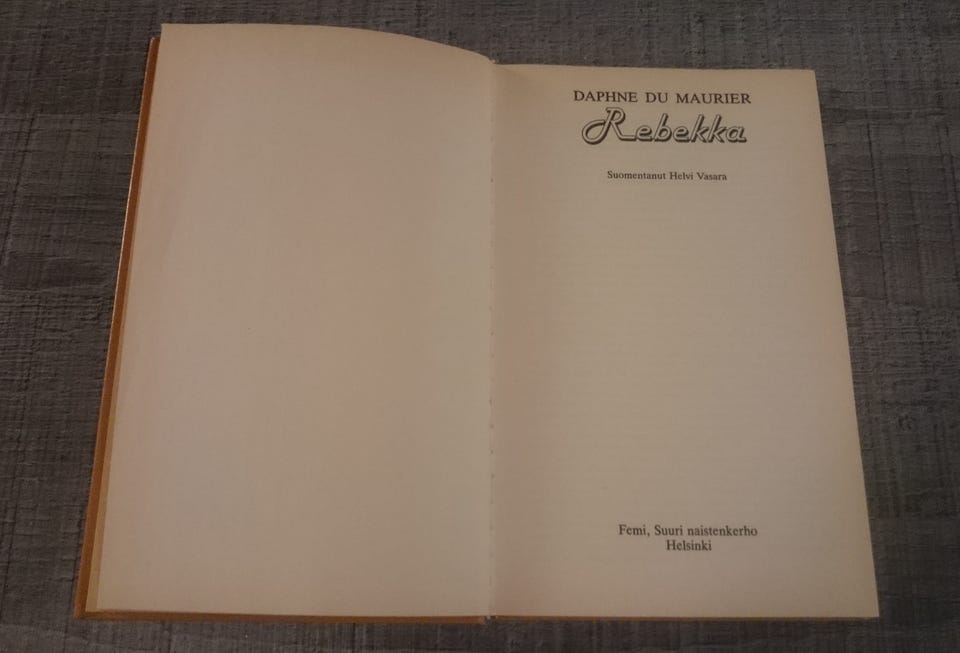 DAPHNE DU MAURIER
Rebekka
Suomentanut Helvi Vasara
Femi, Suuri naistenkerho
Helsinki